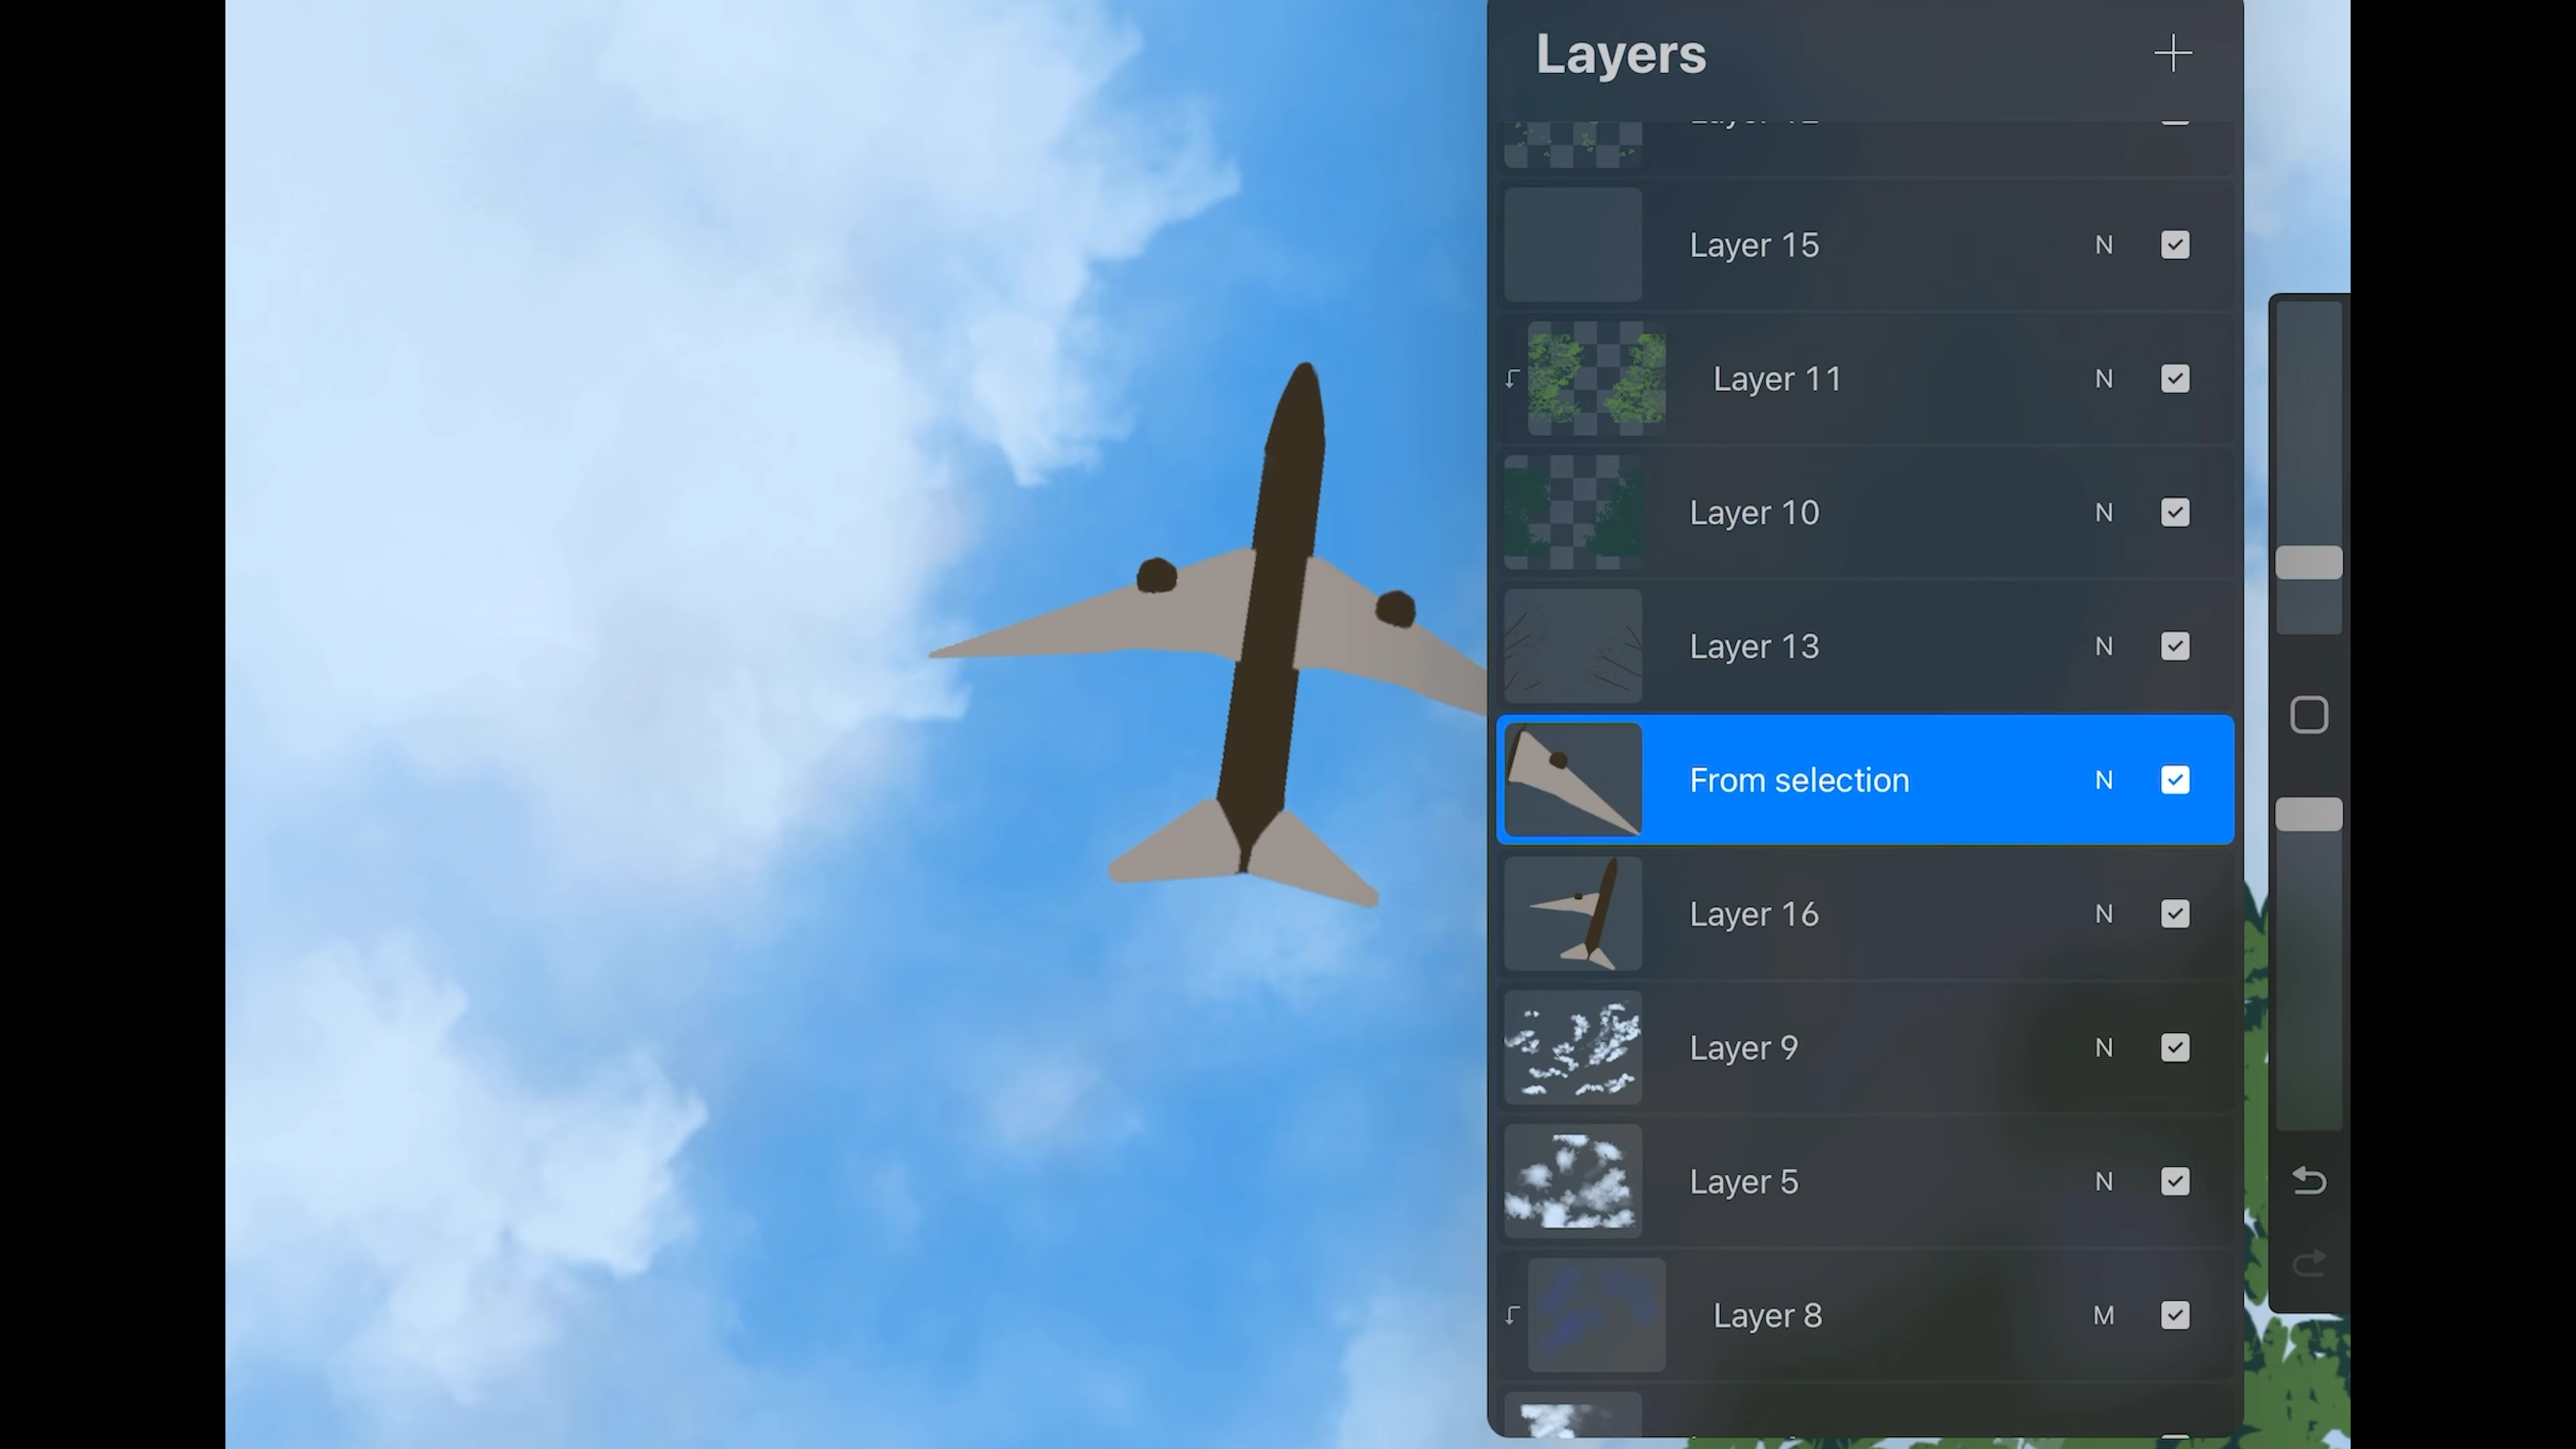 Layers
Layer 15 N
Layer 11 N
Layer 10 N
Layer 13 N
From selection N
Layer 16 N
Layer 9 N
Layer 5 N
Layer 8 M